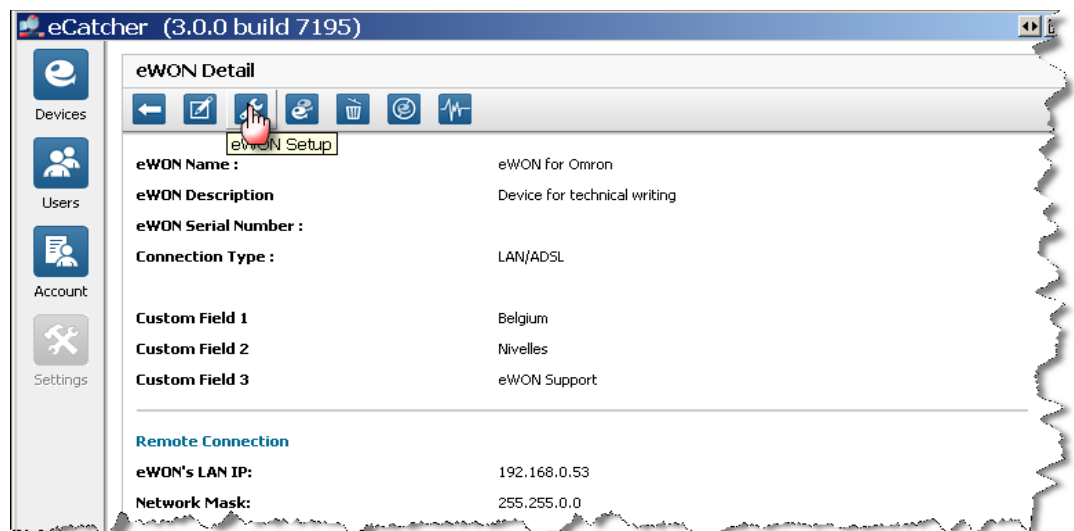 eCatcher (3.0.0 build 7195)
eWON Detail
Devices
eWON Setup
eWON Name : eWON for Omron
eWON Description Device for technical writing
Users
eWON Serial Number :
Connection Type : LAN/ADSL
Account
Custom Field 1 Belgium
Custom Field 2 Nivelles
Settings
Custom Field 3 eWON Support
Remote Connection
eWON's LAN IP: 192.168.0.53
Network Mask: 255.255.0.0